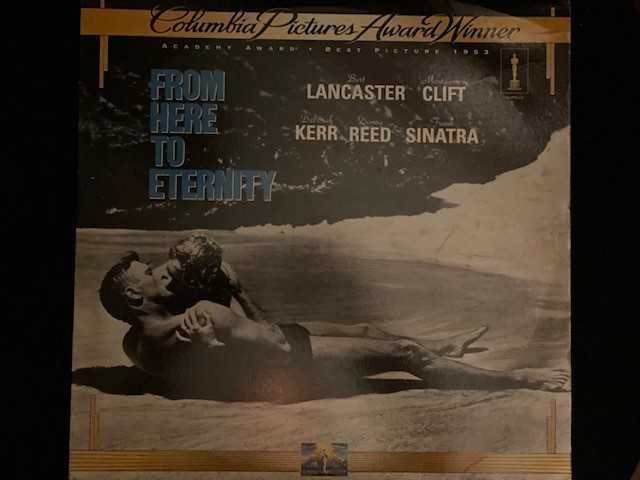 Columbia Pictures Award Winner
ACADEMY AWARD • BEST PICTURE 1953
FROM
HERE
TO
ETERNITY
Burt Montgomery
LANCASTER CLIFT
Deborah Donna Frank
KERR REED SINATRA